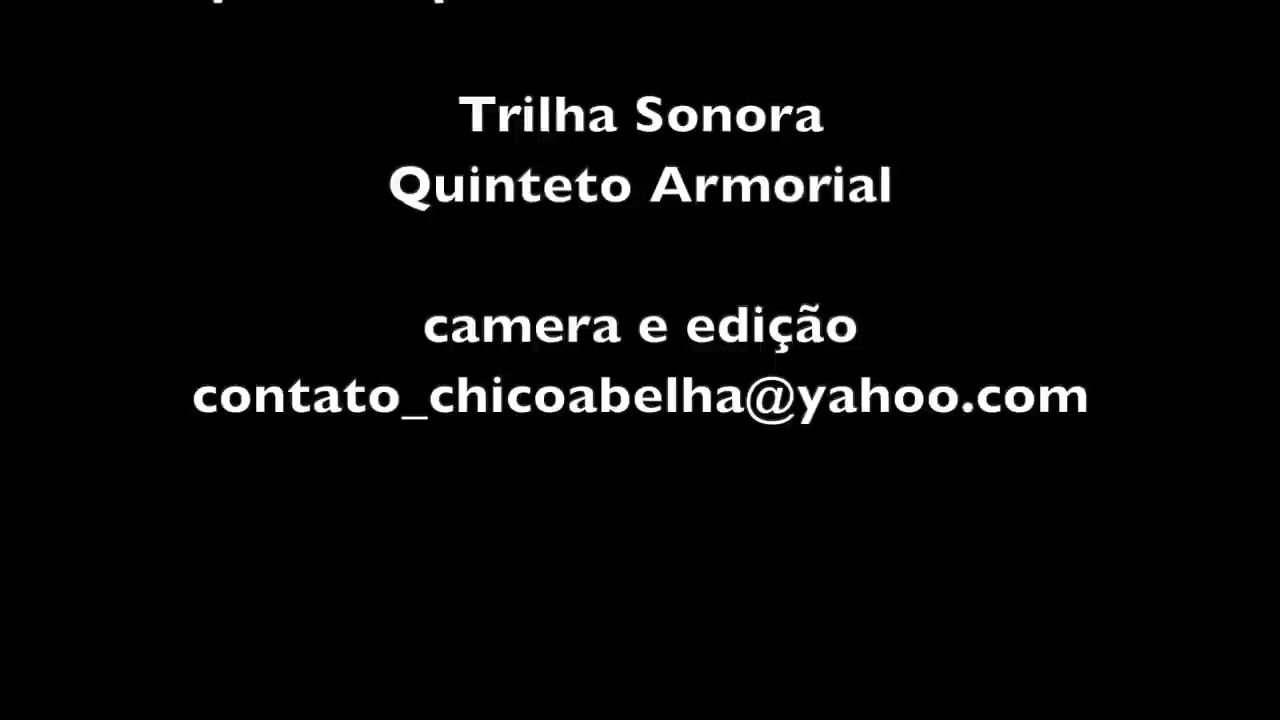 Trilha Sonora
Quinteto Armorial
camera e edição
contato_chicoabelha@yahoo.com